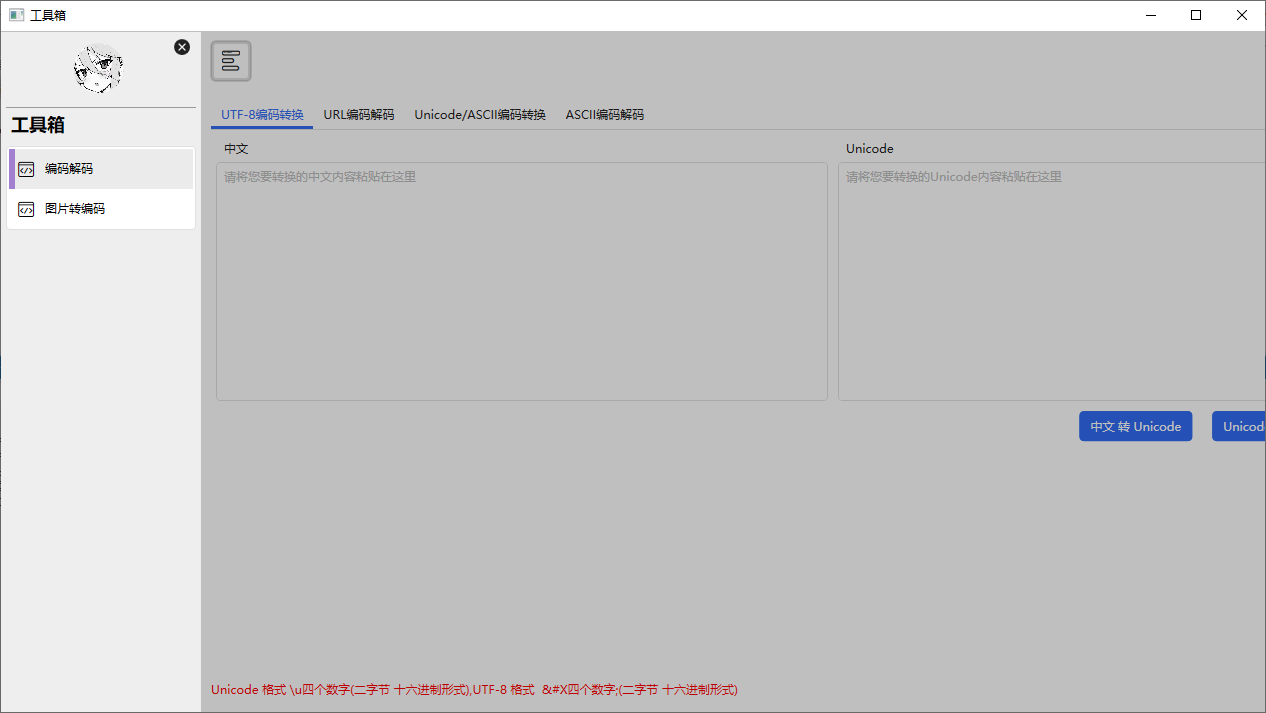 工具箱
工具箱
编码解码
图片转编码
UTF-8编码转换 URL编码解码 Unicode/ASCII编码转换 ASCII编码解码
中文 Unicode
请将您要转换的中文内容粘贴在这里 请将您要转换的Unicode内容粘贴在这里
中文 转 Unicode Unicod
Unicode 格式 \u四个数字(二字节 十六进制形式),UTF-8 格式  &#X四个数字;(二字节 十六进制形式)